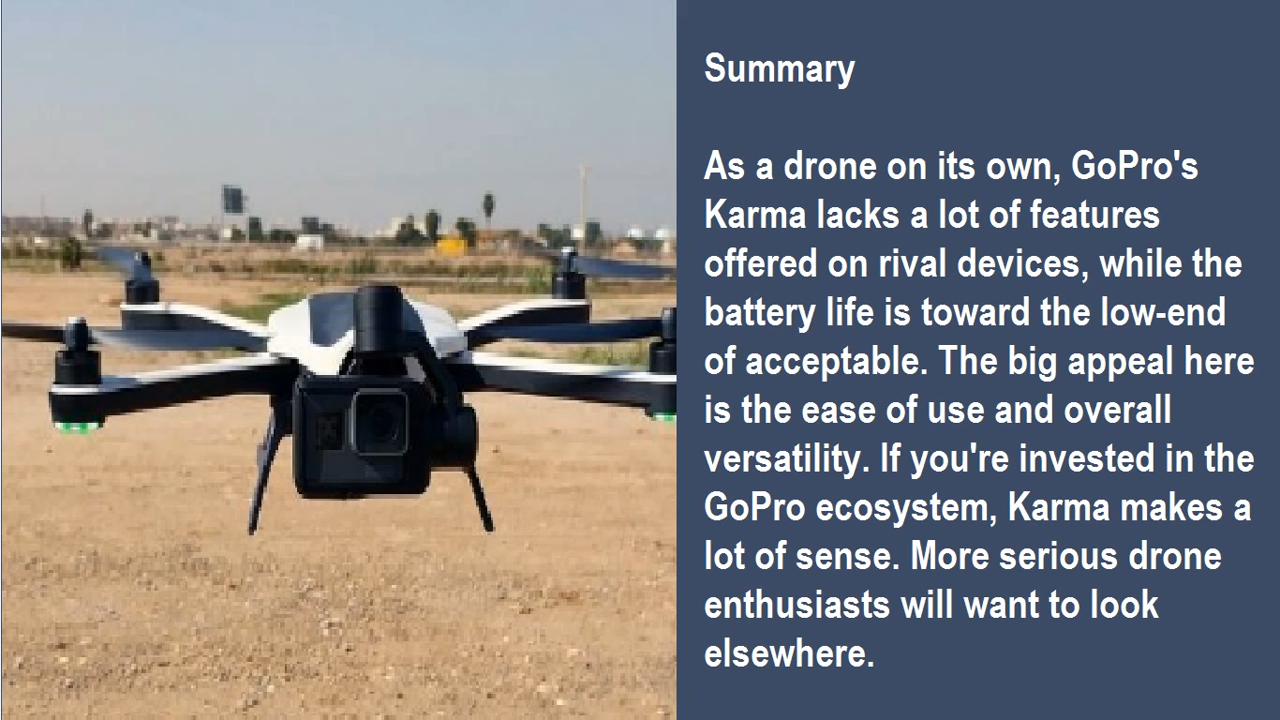 Summary
As a drone on its own, GoPro's
Karma lacks a lot of features
offered on rival devices, while the
battery life is toward the low-end
of acceptable. The big appeal here
is the ease of use and overall
versatility. If you're invested in the
GoPro ecosystem, Karma makes a
lot of sense. More serious drone
enthusiasts will want to look
elsewhere.